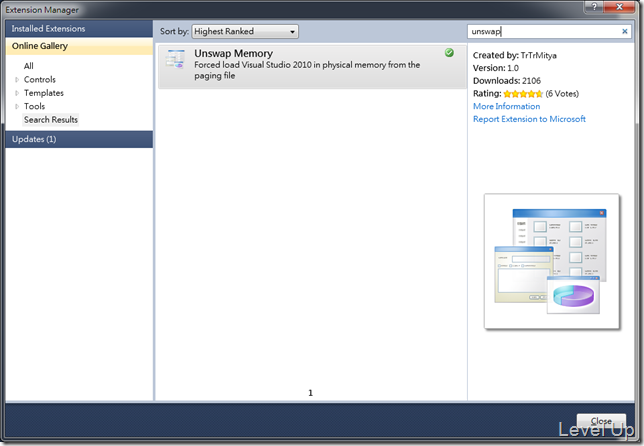 Extension Manager
Installed Extensions
Online Gallery
All
Controls
Templates
Tools
Search Results
Updates (1)
Sort by: Highest Ranked
unswap
Unswap Memory
Forced load Visual Studio 2010 in physical memory from the
paging file
Created by: TrTrMitya
Version: 1.0
Downloads: 2106
Rating: (6 Votes)
More Information
Report Extension to Microsoft
1
Close
Level Up